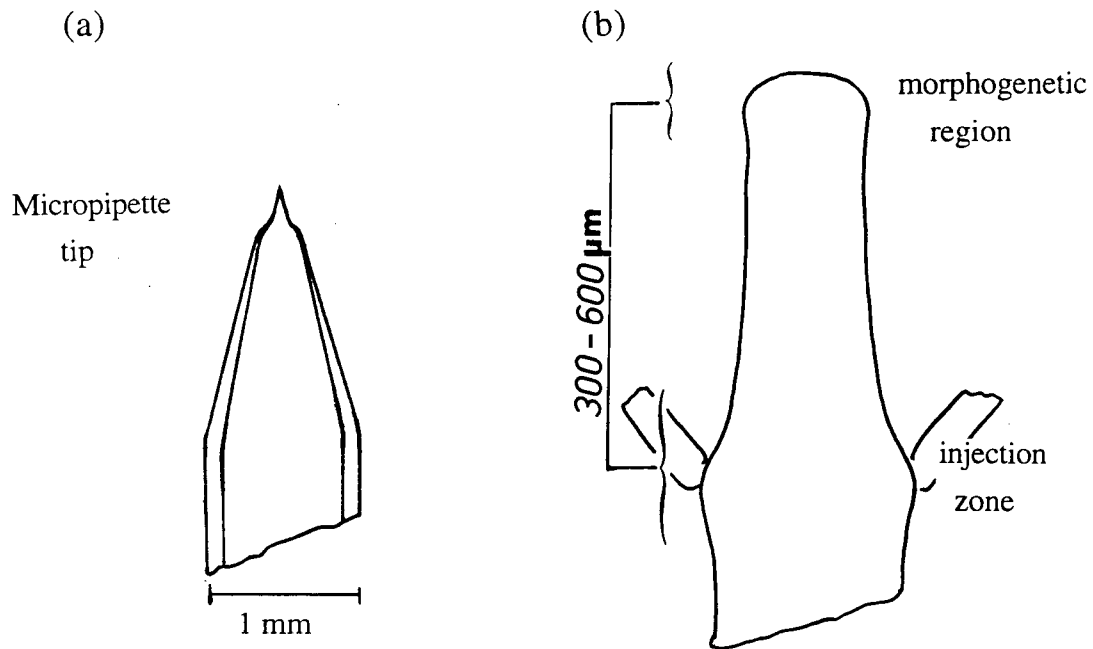 (a)
Micropipette
tip
1 mm
(b)
morphogenetic
region
300 - 600 µm
injection
zone